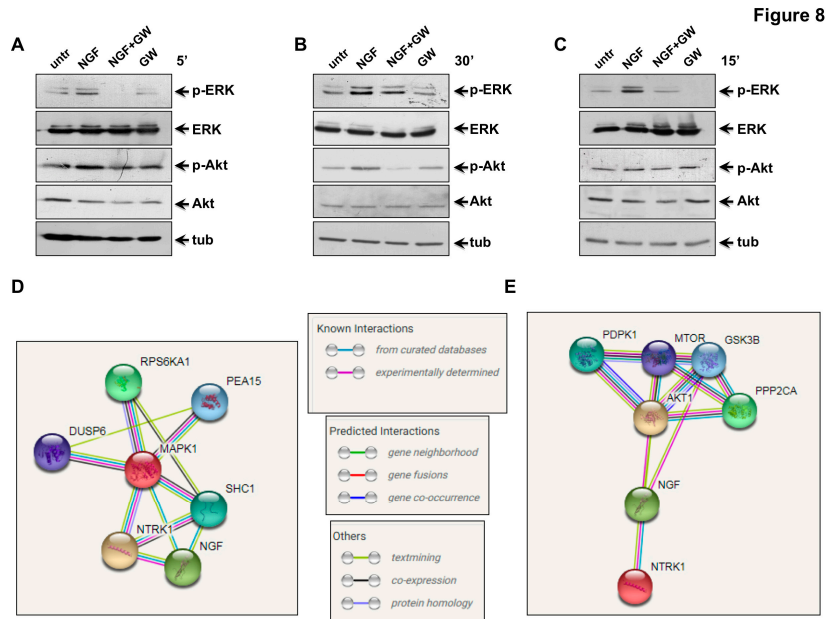 Figure 8
A
untr
NGF
NGF+GW
GW
5’
p-ERK
ERK
p-Akt
Akt
tub
B
untr
NGF
NGF+GW
GW
30’
p-ERK
ERK
p-Akt
Akt
tub
C
untr
NGF
NGF+GW
GW
15’
p-ERK
ERK
p-Akt
Akt
tub
D
RPS6KA1
PEA15
DUSP6
MAPK1
SHC1
NTRK1
NGF
Known Interactions
from curated databases
experimentally determined
Predicted Interactions
gene neighborhood
gene fusions
gene co-occurrence
Others
textmining
co-expression
protein homology
E
PDPK1
MTOR
GSK3B
AKT1
PPP2CA
NGF
NTRK1